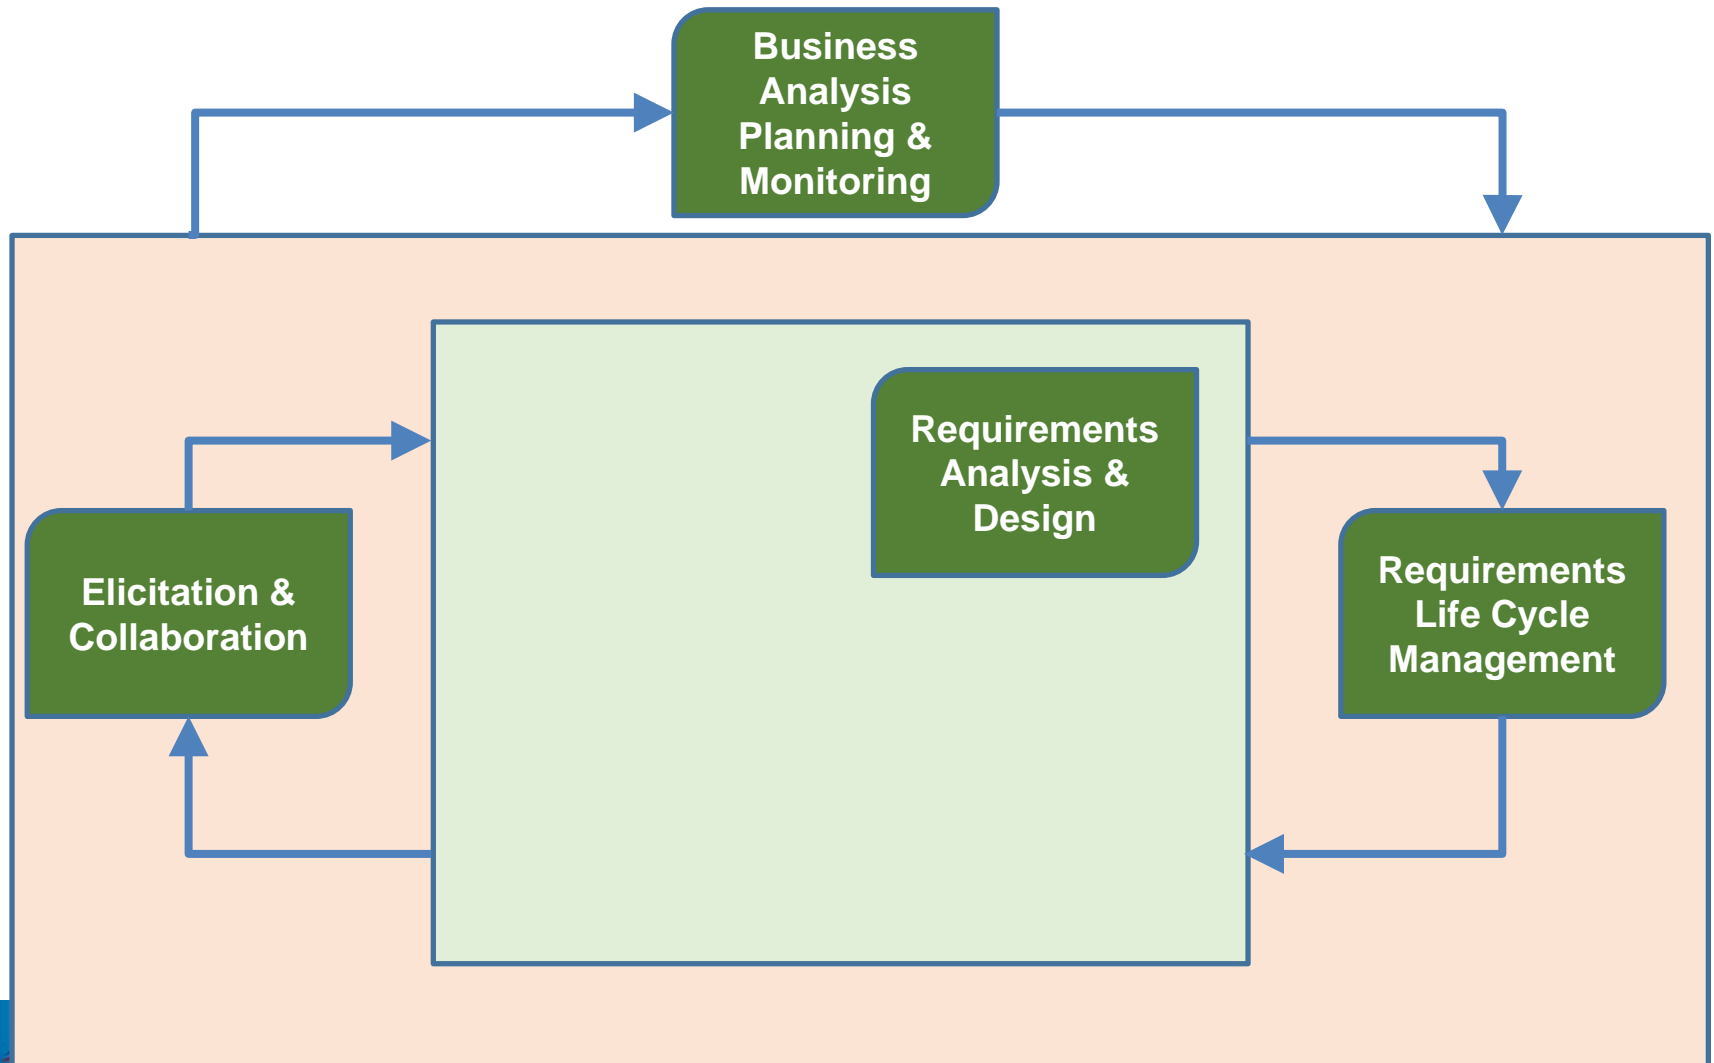 Business
Analysis
Planning &
Monitoring
Requirements
Analysis &
Design
Elicitation &
Collaboration
Requirements
Life Cycle
Management